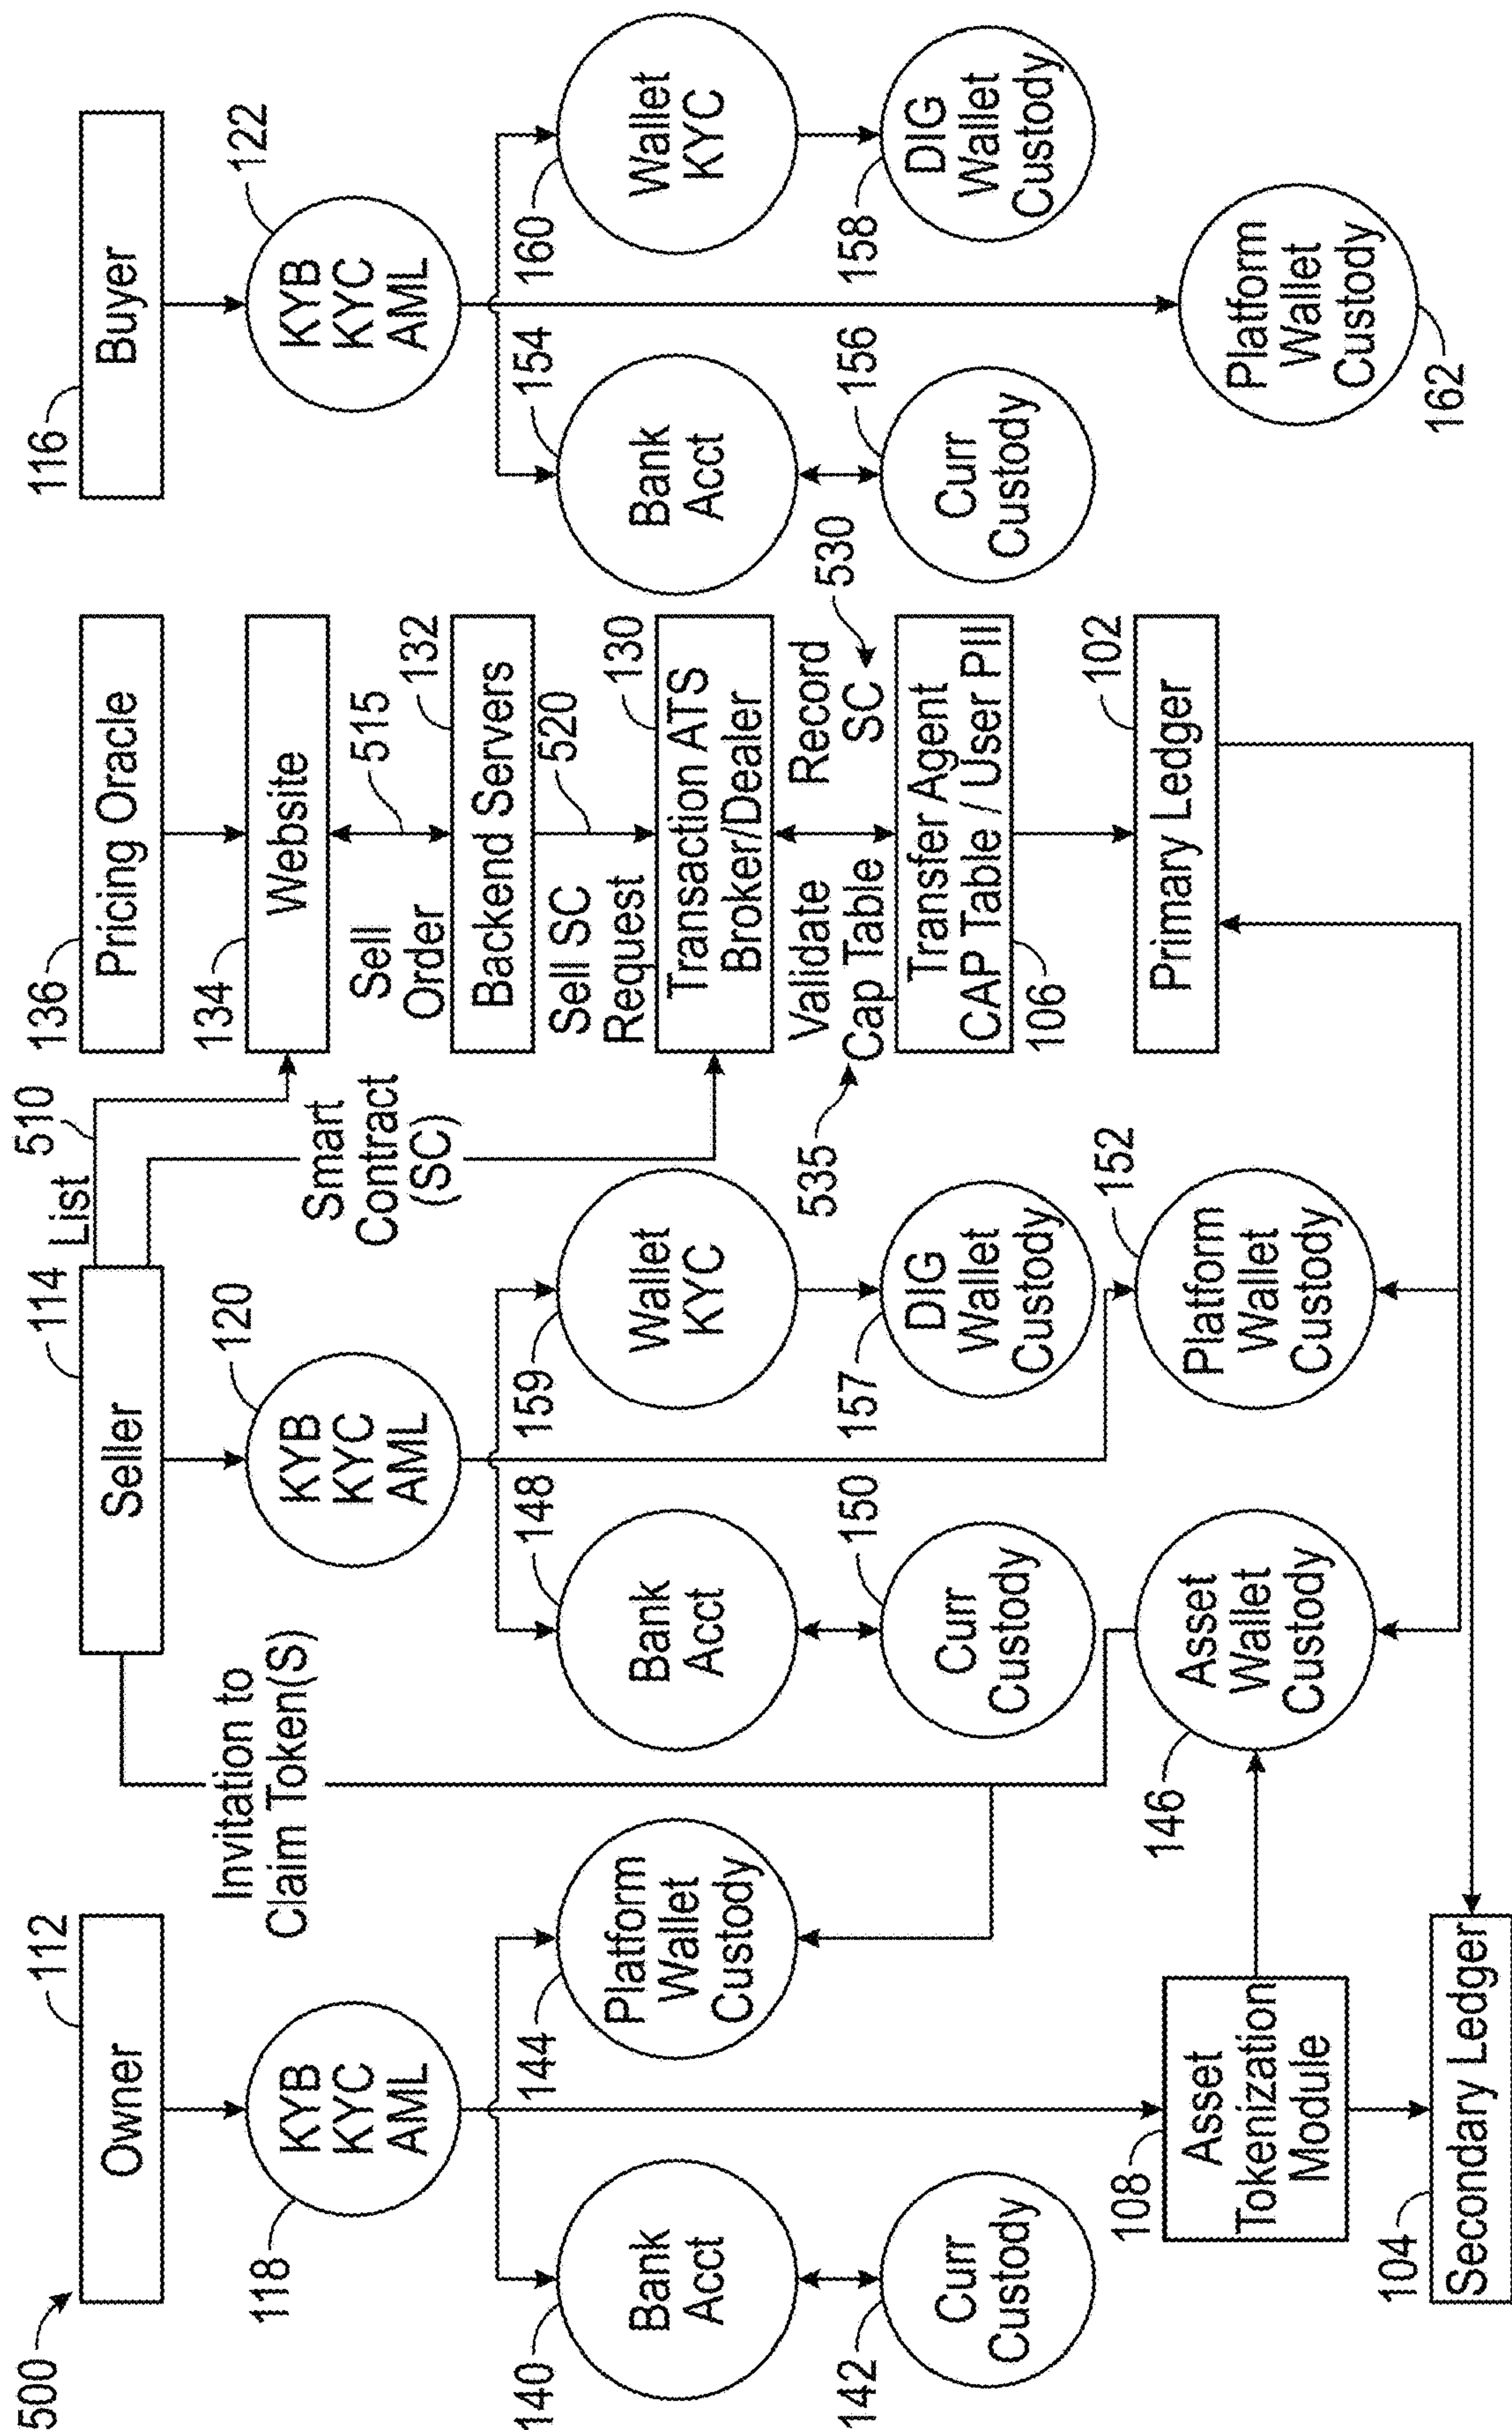 500
Owner
112
118
KYB
KYC
AML
140
Bank
Acct
142
Curr
Custody
144
Platform
Wallet
Custody
108
Asset
Tokenization
Module
104
Secondary Ledger
Invitation to
Claim Token(S)
Seller
114
KYB
KYC
AML
120
148
Bank
Acct
150
Curr
Custody
146
Asset
Wallet
Custody
159
Wallet
KYC
157
DIG
Wallet
Custody
152
Platform
Wallet
Custody
List
510
Smart
Contract
(SC)
136
Pricing Oracle
134
Website
Sell
Order
515
Backend Servers
132
Sell SC
Request
520
Transaction ATS
Broker/Dealer
130
Validate
Cap Table
535
Record
SC
530
Transfer Agent
CAP Table / User PII
106
Primary Ledger
102
116
Buyer
KYB
KYC
AML
122
154
Bank
Acct
156
Curr
Custody
160
Wallet
KYC
158
DIG
Wallet
Custody
Platform
Wallet
Custody
162